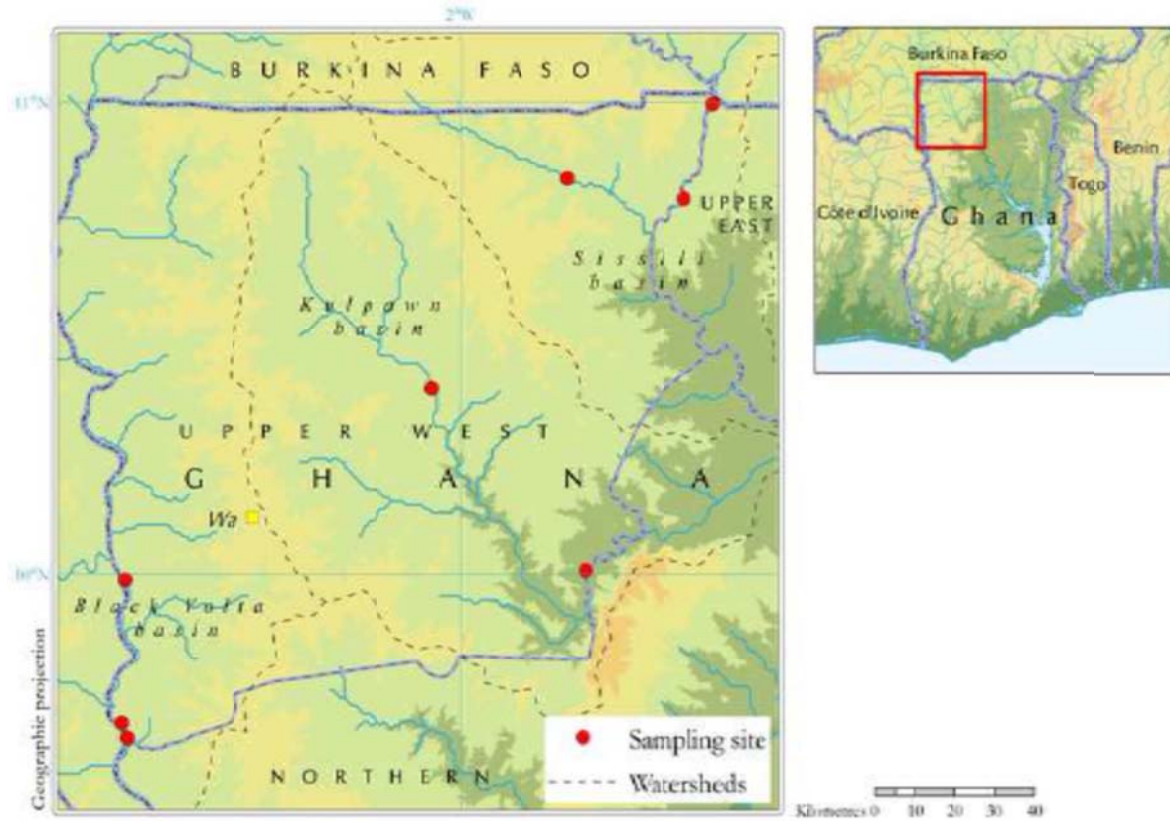 2°W
BURKINA FASO
11°N
UPPER
EAST
Sissili
basin
Kulpawn
basin
UPPER WEST
GHANA
Wa
10°N
Black Volta
basin
NORTHERN
Geographic projection
Sampling site
Watersheds
Burkina Faso
Benin
Togo
Côte d'Ivoire
Ghana
Kilometres 0 10 20 30 40